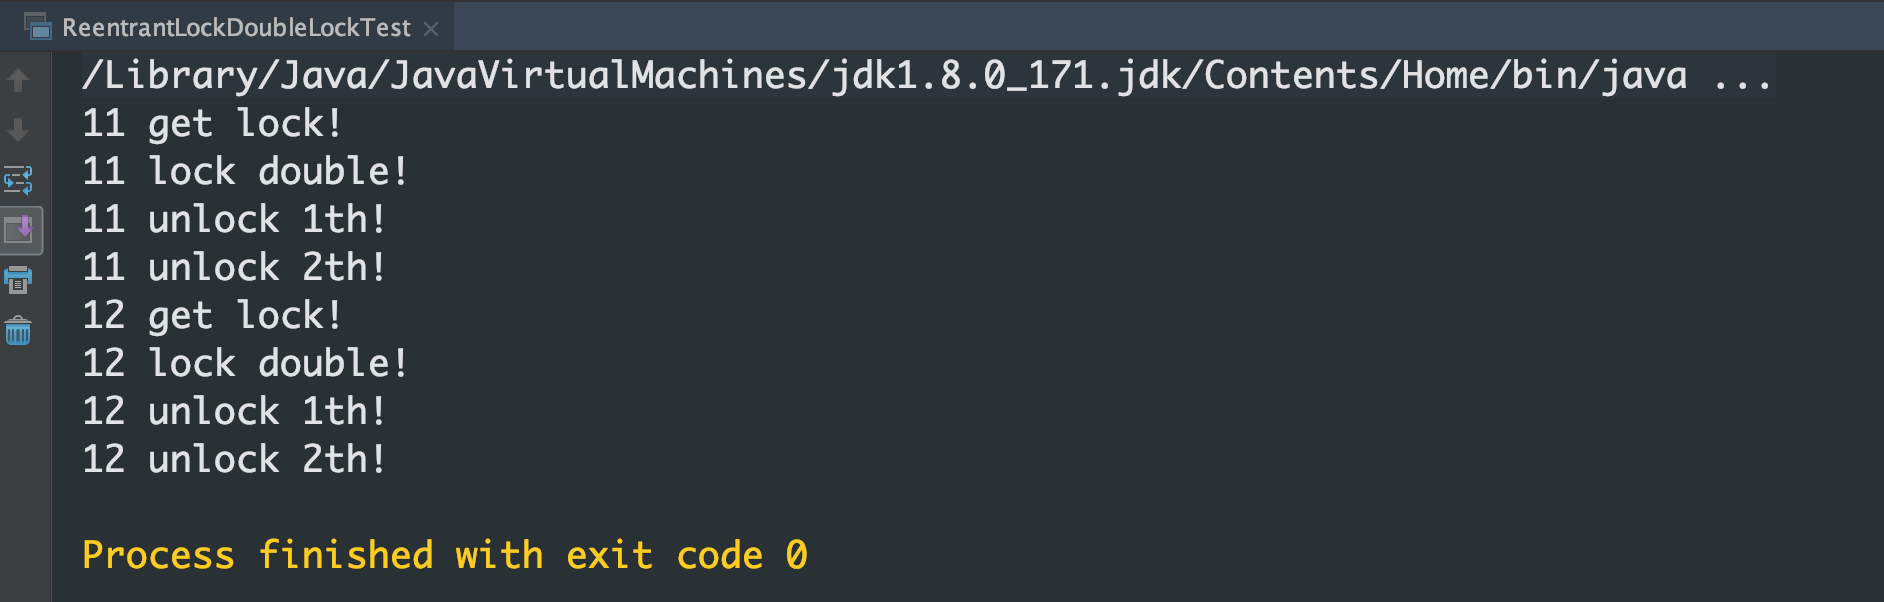 ReentrantLockDoubleLockTest
/Library/Java/JavaVirtualMachines/jdk1.8.0_171.jdk/Contents/Home/bin/java ...
11 get lock!
11 lock double!
11 unlock 1th!
11 unlock 2th!
12 get lock!
12 lock double!
12 unlock 1th!
12 unlock 2th!
Process finished with exit code 0